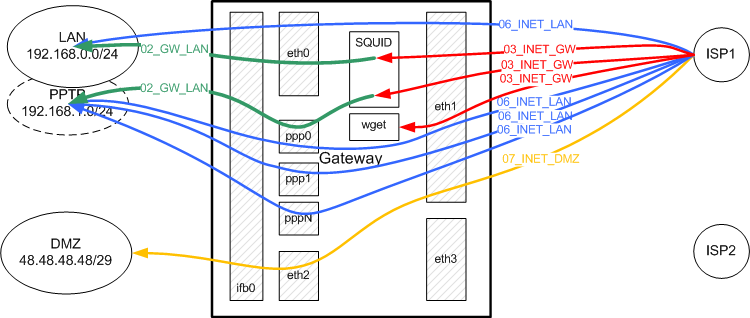 LAN
192.168.0.0/24
PPTP
192.168.1.0/24
DMZ
48.48.48.48/29
02_GW_LAN
02_GW_LAN
eth0
ppp0
ppp1
pppN
eth2
ifb0
SQUID
wget
Gateway
eth1
eth3
06_INET_LAN
03_INET_GW
03_INET_GW
03_INET_GW
06_INET_LAN
06_INET_LAN
06_INET_LAN
07_INET_DMZ
ISP1
ISP2